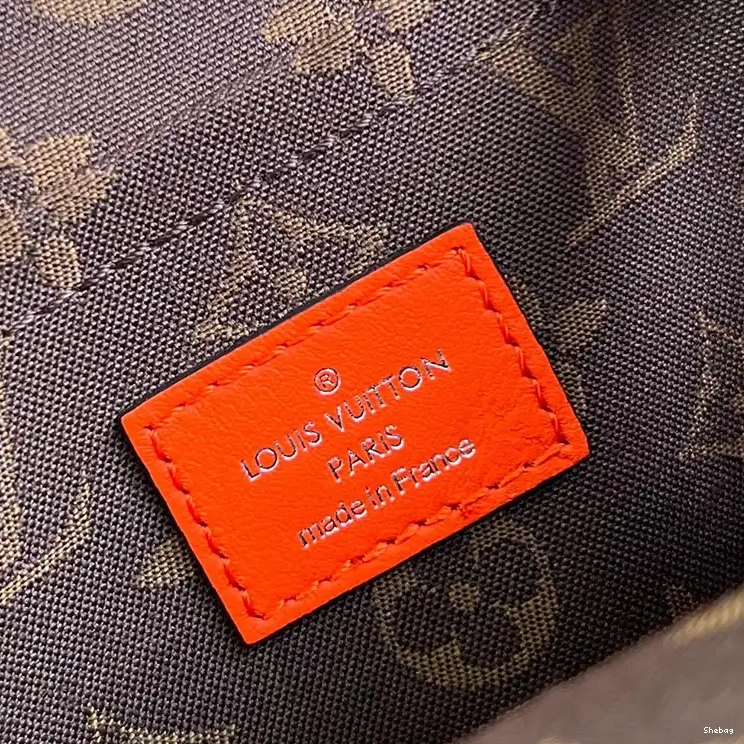 ®
LOUIS VUITTON
PARIS
made in France
Shebag